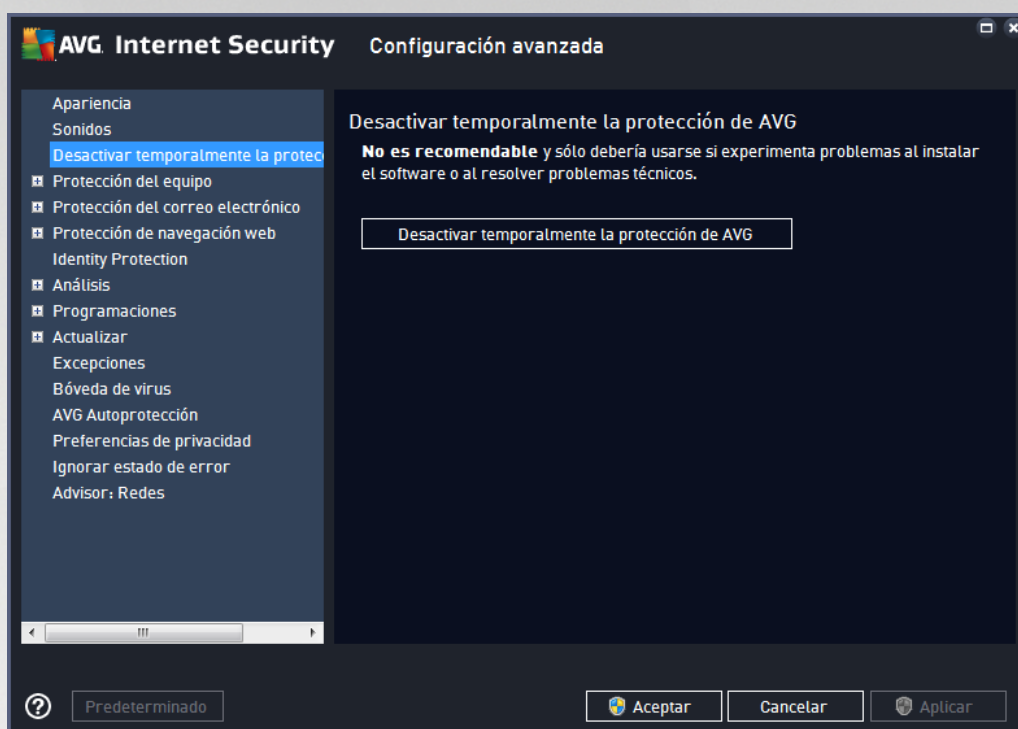 AVG. Internet Security Configuración avanzada
Apariencia
Sonidos
Desactivar temporalmente la protec
Protección del equipo
Protección del correo electrónico
Protección de navegación web
Identity Protection
Análisis
Programaciones
Actualizar
Excepciones
Bóveda de virus
AVG Autoprotección
Preferencias de privacidad
Ignorar estado de error
Advisor: Redes
Desactivar temporalmente la protección de AVG
No es recomendable y sólo debería usarse si experimenta problemas al instalar
el software o al resolver problemas técnicos.
Desactivar temporalmente la protección de AVG
Predeterminado
Aceptar
Cancelar
Aplicar